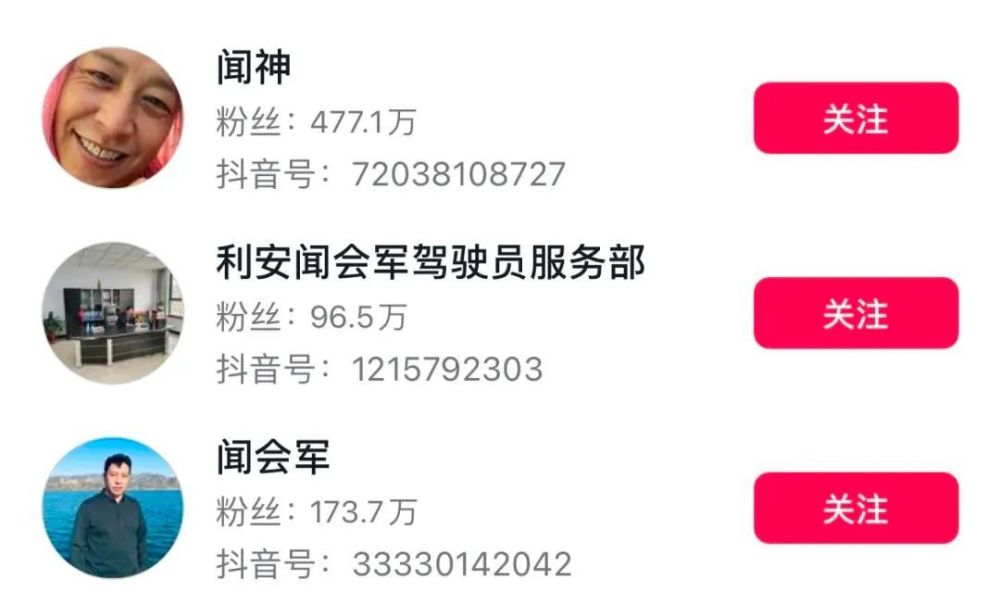 闻神
粉丝：477.1万
关注
抖音号：72038108727
利安闻会军驾驶员服务部
粉丝：96.5万
关注
抖音号：1215792303
闻会军
粉丝：173.7万
关注
抖音号：33330142042